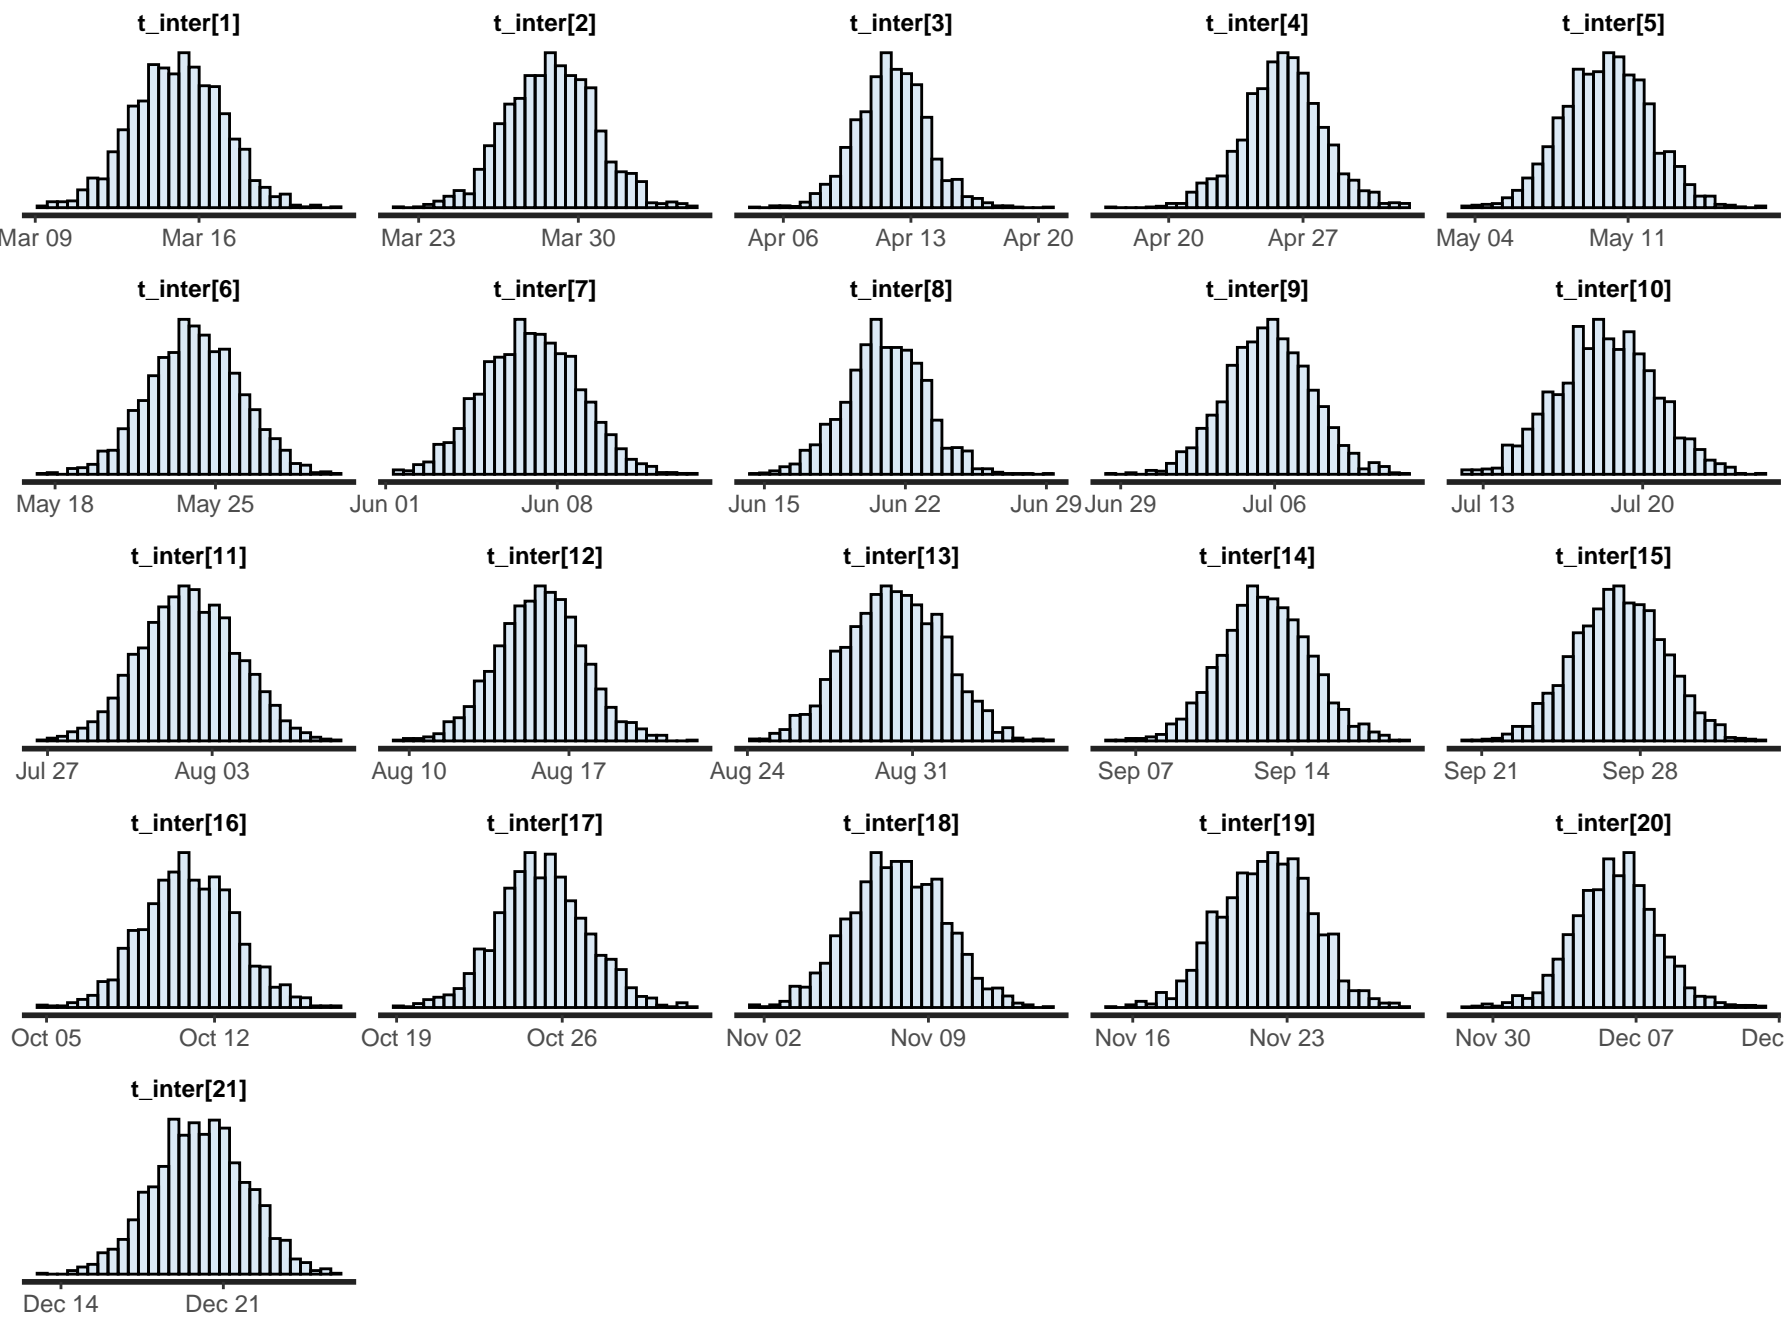 t_inter[1] t_inter[2] t_inter[3] t_inter[4] t_inter[5]
Mar 09 Mar 16 Mar 23 Mar 30 Apr 06 Apr 13 Apr 20 Apr 20 Apr 27 May 04 May 11
t_inter[6] t_inter[7] t_inter[8] t_inter[9] t_inter[10]
May 18 May 25 Jun 01 Jun 08 Jun 15 Jun 22 Jun 29 Jun 29 Jul 06 Jul 13 Jul 20
t_inter[11] t_inter[12] t_inter[13] t_inter[14] t_inter[15]
Jul 27 Aug 03 Aug 10 Aug 17 Aug 24 Aug 31 Sep 07 Sep 14 Sep 21 Sep 28
t_inter[16] t_inter[17] t_inter[18] t_inter[19] t_inter[20]
Oct 05 Oct 12 Oct 19 Oct 26 Nov 02 Nov 09 Nov 16 Nov 23 Nov 30 Dec 07 Dec
t_inter[21]
Dec 14 Dec 21